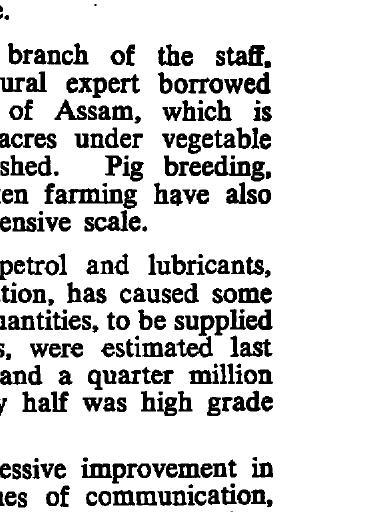 e.
branch of the staff,
ural expert borrowed
of Assam, which is
acres under vegetable
shed. Pig breeding,
en farming have also
ensive scale.
petrol and lubricants,
tion, has caused some
uantities, to be supplied
s, were estimated last
and a quarter million
y half was high grade
essive improvement in
es of communication,